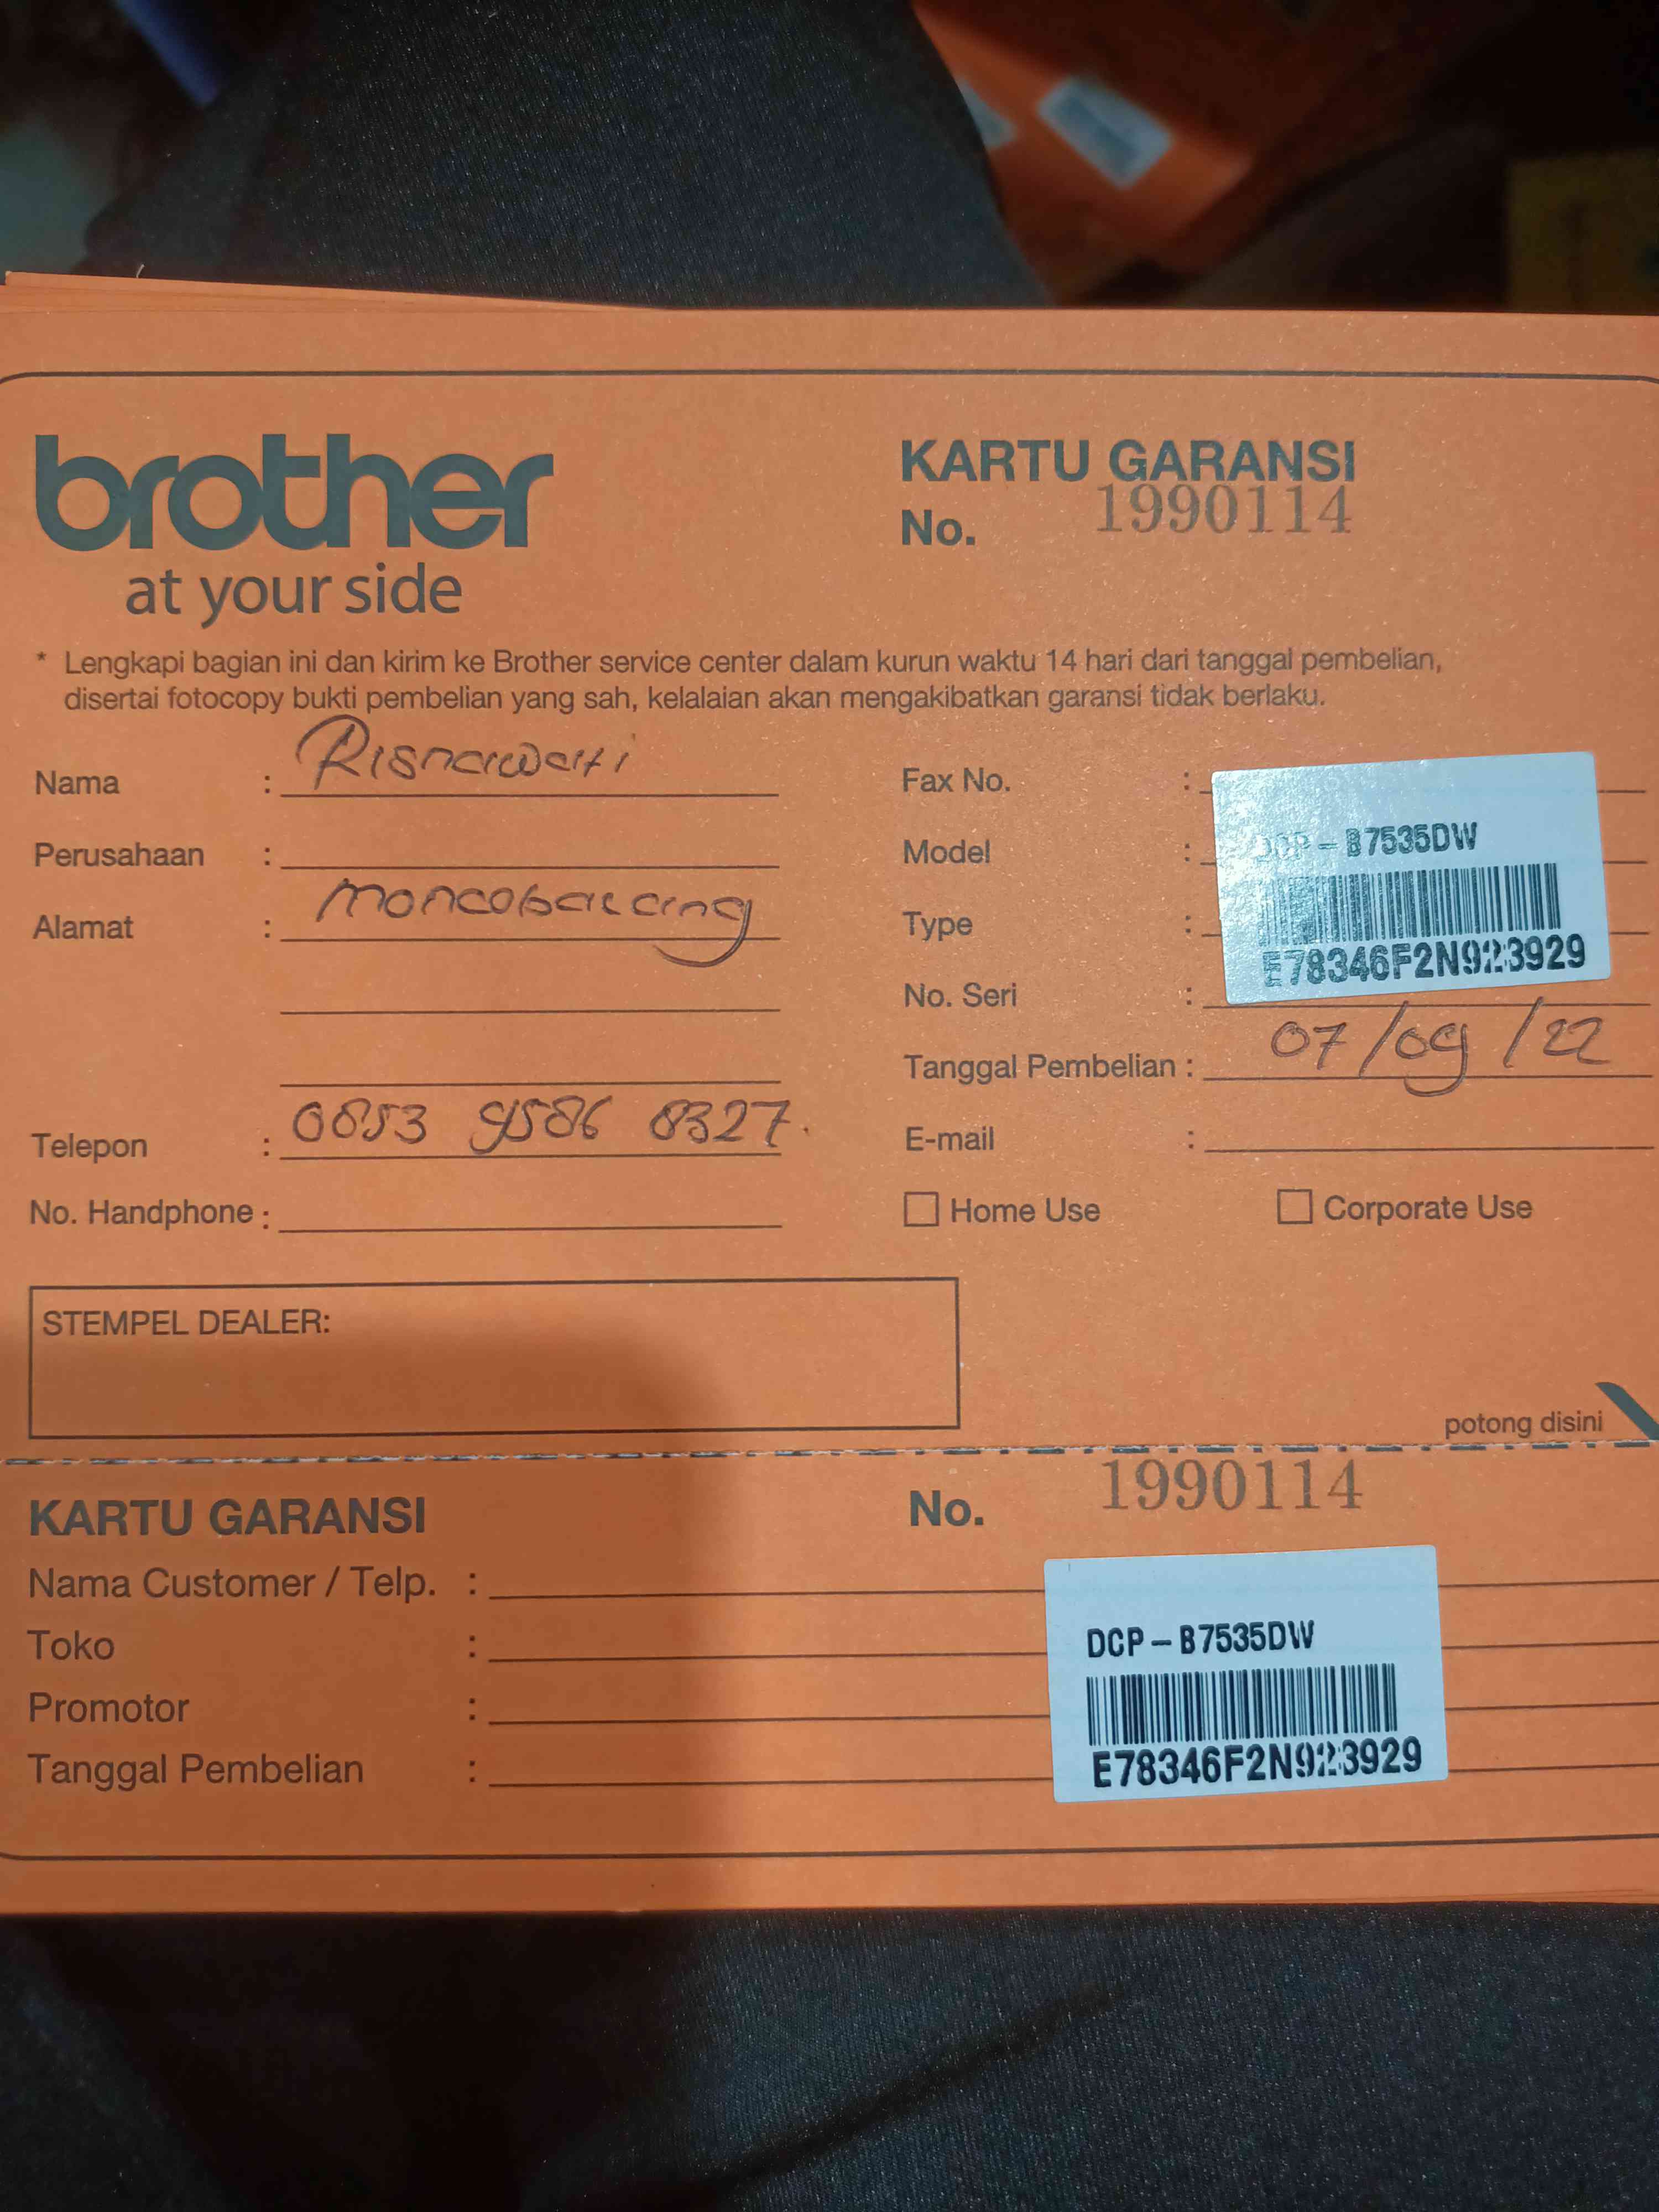 brother
at your side
KARTU GARANSI
No. 1990114
* Lengkapi bagian ini dan kirim ke Brother service center dalam kurun waktu 14 hari dari tanggal pembelian,
disertai fotocopy bukti pembelian yang sah, kelalaian akan mengakibatkan garansi tidak berlaku.
Nama : Risnawati
Perusahaan :
Alamat : Moncobalang
Telepon : 0853 9586 8327.
No. Handphone :
Fax No. :
Model :
Type :
No. Seri :
DCP-B7535DW
E78346F2N923929
Tanggal Pembelian : 07/09/22
E-mail :
Home Use
Corporate Use
STEMPEL DEALER:
potong disini
KARTU GARANSI
No. 1990114
Nama Customer / Telp. :
Toko :
Promotor :
Tanggal Pembelian :
DCP-B7535DW
E78346F2N923929